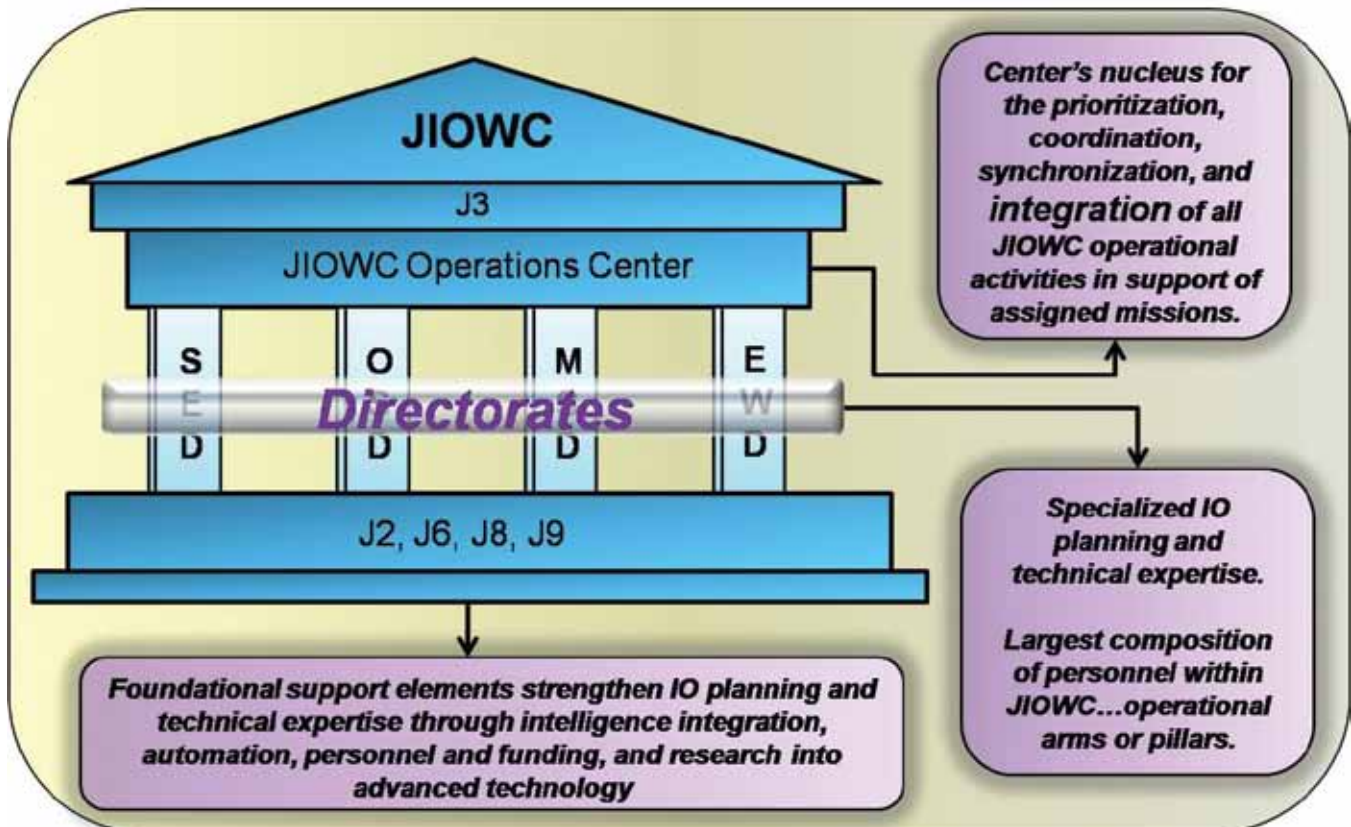 JIOWC
J3
JIOWC Operations Center
SED
EWD
Directorates
J2, J6, J8, J9
Center's nucleus for
the prioritization,
coordination,
synchronization, and
integration of all
JIOWC operational
activities in support of
assigned missions.
Specialized IO
planning and
technical expertise.
Largest composition
of personnel within
JIOWC…operational
arms or pillars.
Foundational support elements strengthen IO planning and
technical expertise through intelligence integration,
automation, personnel and funding, and research into
advanced technology